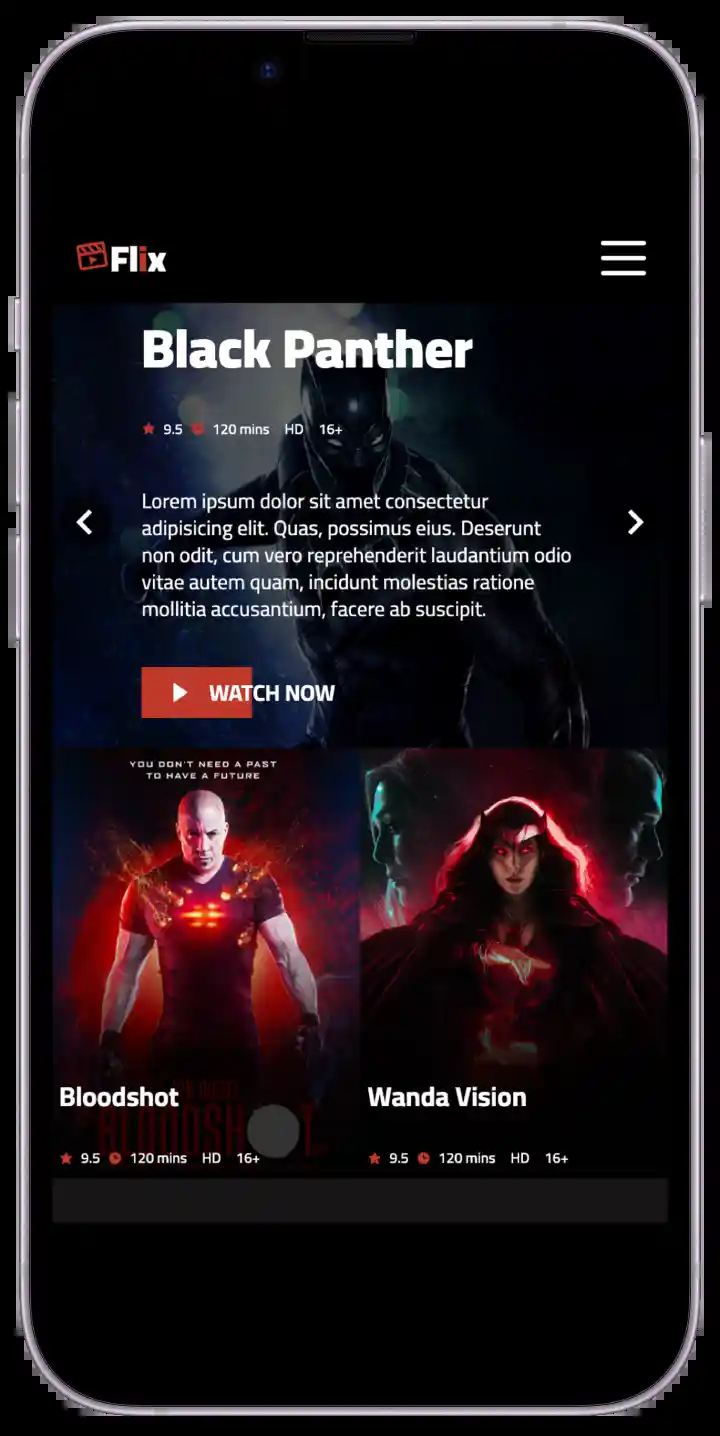 Flix
Black Panther
9.5 120 mins HD 16+
Lorem ipsum dolor sit amet consectetur
adipisicing elit. Quas, possimus eius. Deserunt
non odit, cum vero reprehenderit laudantium odio
vitae autem quam, incidunt molestias ratione
mollitia accusantium, facere ab suscipit.
WATCH NOW
YOU DON'T NEED A PAST
TO HAVE A FUTURE
BLOODSHOT
Bloodshot
9.5 120 mins HD 16+
Wanda Vision
9.5 120 mins HD 16+